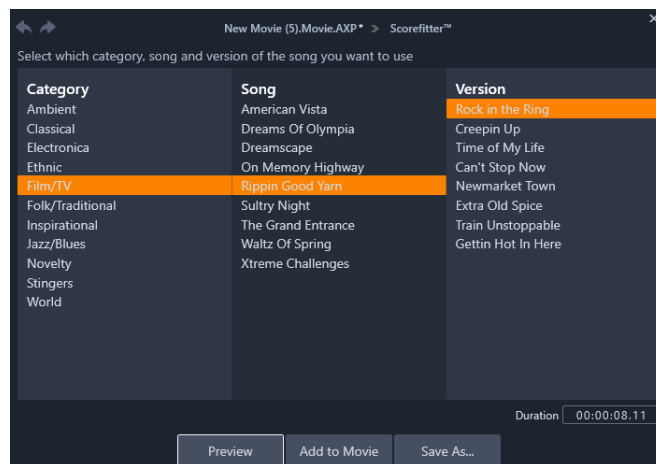 New Movie (5).Movie.AXP* > Scorefitter™
Select which category, song and version of the song you want to use
Category
Ambient
Classical
Electronica
Ethnic
Film/TV
Folk/Traditional
Inspirational
Jazz/Blues
Novelty
Stingers
World
Song
American Vista
Dreams Of Olympia
Dreamscape
On Memory Highway
Rippin Good Yarn
Sultry Night
The Grand Entrance
Waltz Of Spring
Xtreme Challenges
Version
Rock in the Ring
Creepin Up
Time of My Life
Can't Stop Now
Newmarket Town
Extra Old Spice
Train Unstoppable
Gettin Hot In Here
Duration 00:00:08.11
Preview Add to Movie Save As...